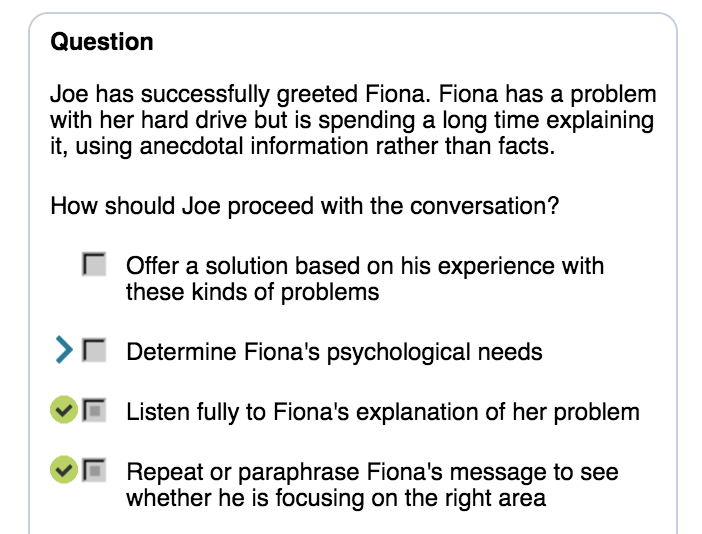 Question
Joe has successfully greeted Fiona. Fiona has a problem
with her hard drive but is spending a long time explaining
it, using anecdotal information rather than facts.
How should Joe proceed with the conversation?
Offer a solution based on his experience with
these kinds of problems
Determine Fiona's psychological needs
Listen fully to Fiona's explanation of her problem
Repeat or paraphrase Fiona's message to see
whether he is focusing on the right area